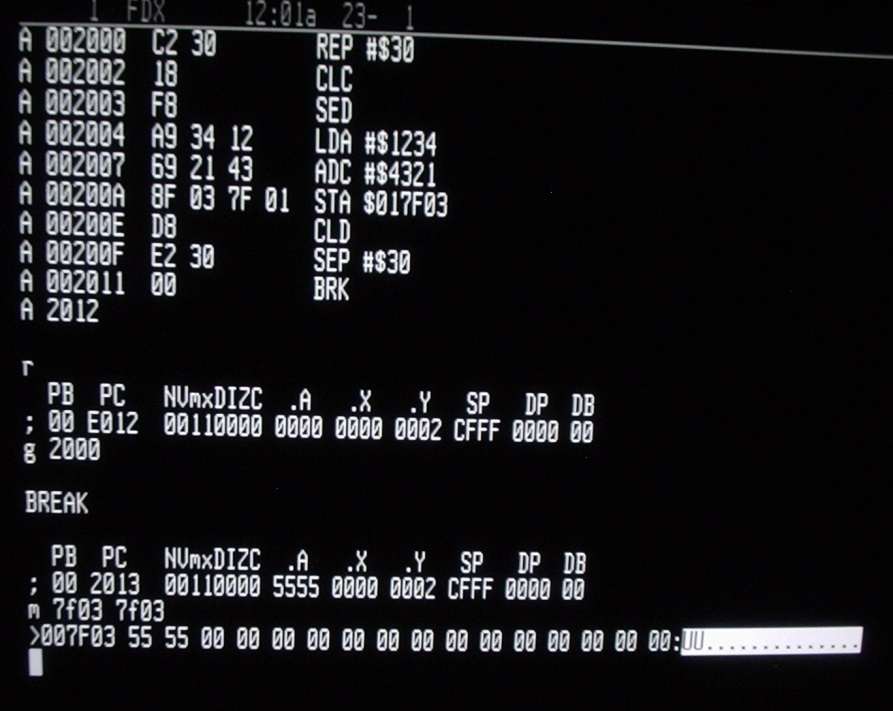 1 FDX 12:01a 23- 1
A 002000 C2 30 REP #$30
A 002002 18 CLC
A 002003 F8 SED
A 002004 A9 34 12 LDA #$1234
A 002007 69 21 43 ADC #$4321
A 00200A 8F 03 7F 01 STA $017F03
A 00200E D8 CLD
A 00200F E2 30 SEP #$30
A 002011 00 BRK
A 2012
r
PB PC NVmxDIZC .A .X .Y SP DP DB
; 00 E012 00110000 0000 0000 0002 CFFF 0000 00
g 2000
BREAK
PB PC NVmxDIZC .A .X .Y SP DP DB
; 00 2013 00110000 5555 0000 0002 CFFF 0000 00
m 7f03 7f03
>007F03 55 55 00 00 00 00 00 00 00 00 00 00 00 00 00 00:UU..............